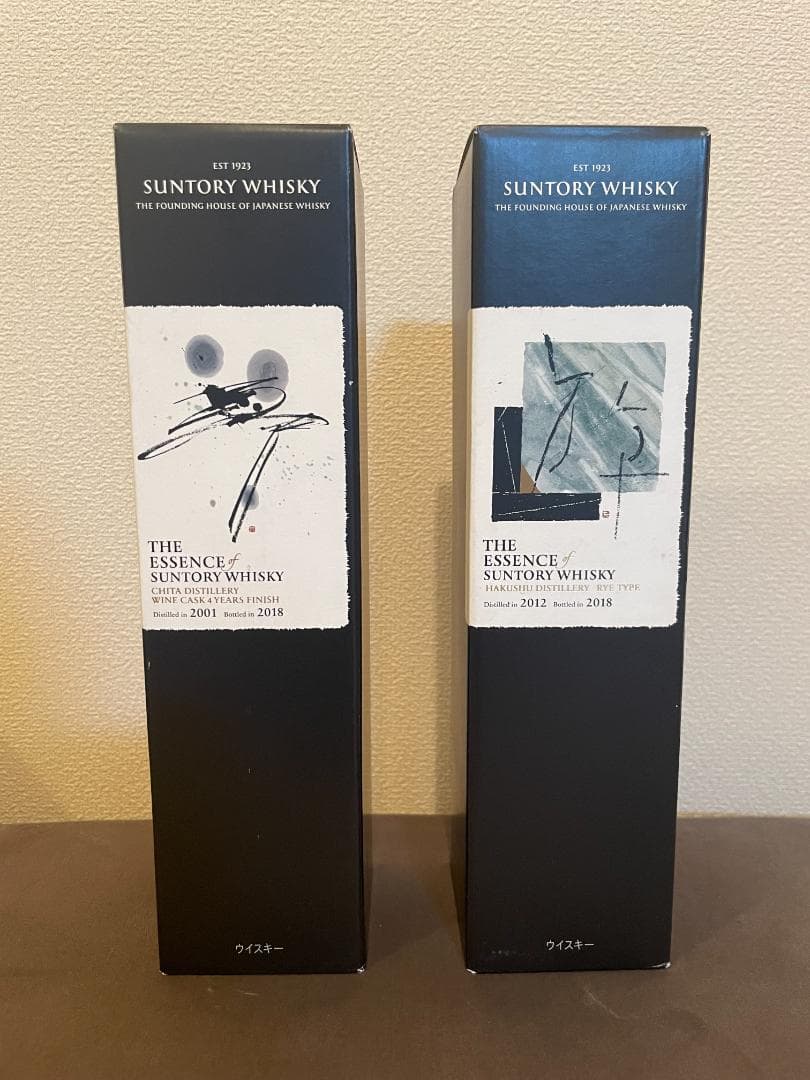 EST 1923
SUNTORY WHISKY
THE FOUNDING HOUSE OF JAPANESE WHISKY
THE
ESSENCE of
SUNTORY WHISKY
CHITA DISTILLERY
WINE CASK 4 YEARS FINISH
Distilled in 2001 Bottled in 2018
ウイスキー
EST 1923
SUNTORY WHISKY
THE FOUNDING HOUSE OF JAPANESE WHISKY
THE
ESSENCE of
SUNTORY WHISKY
HAKUSHU DISTILLERY RYE TYPE
Distilled in 2012 Bottled in 2018
ウイスキー